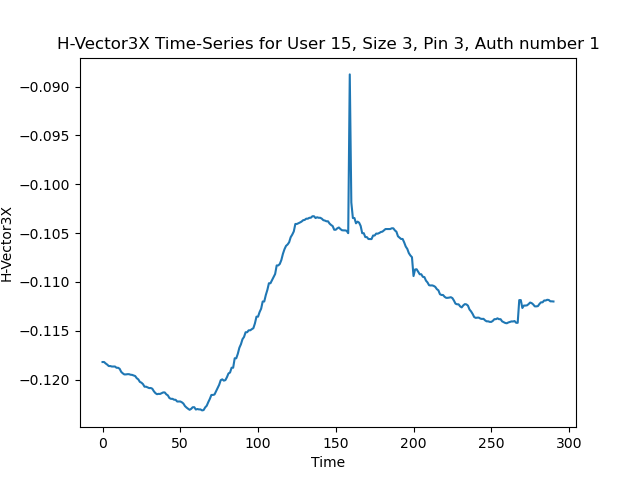 H-Vector3X Time-Series for User 15, Size 3, Pin 3, Auth number 1
−0.090
−0.095
−0.100
−0.105
−0.110
−0.115
−0.120
H-Vector3X
0 50 100 150 200 250 300
Time